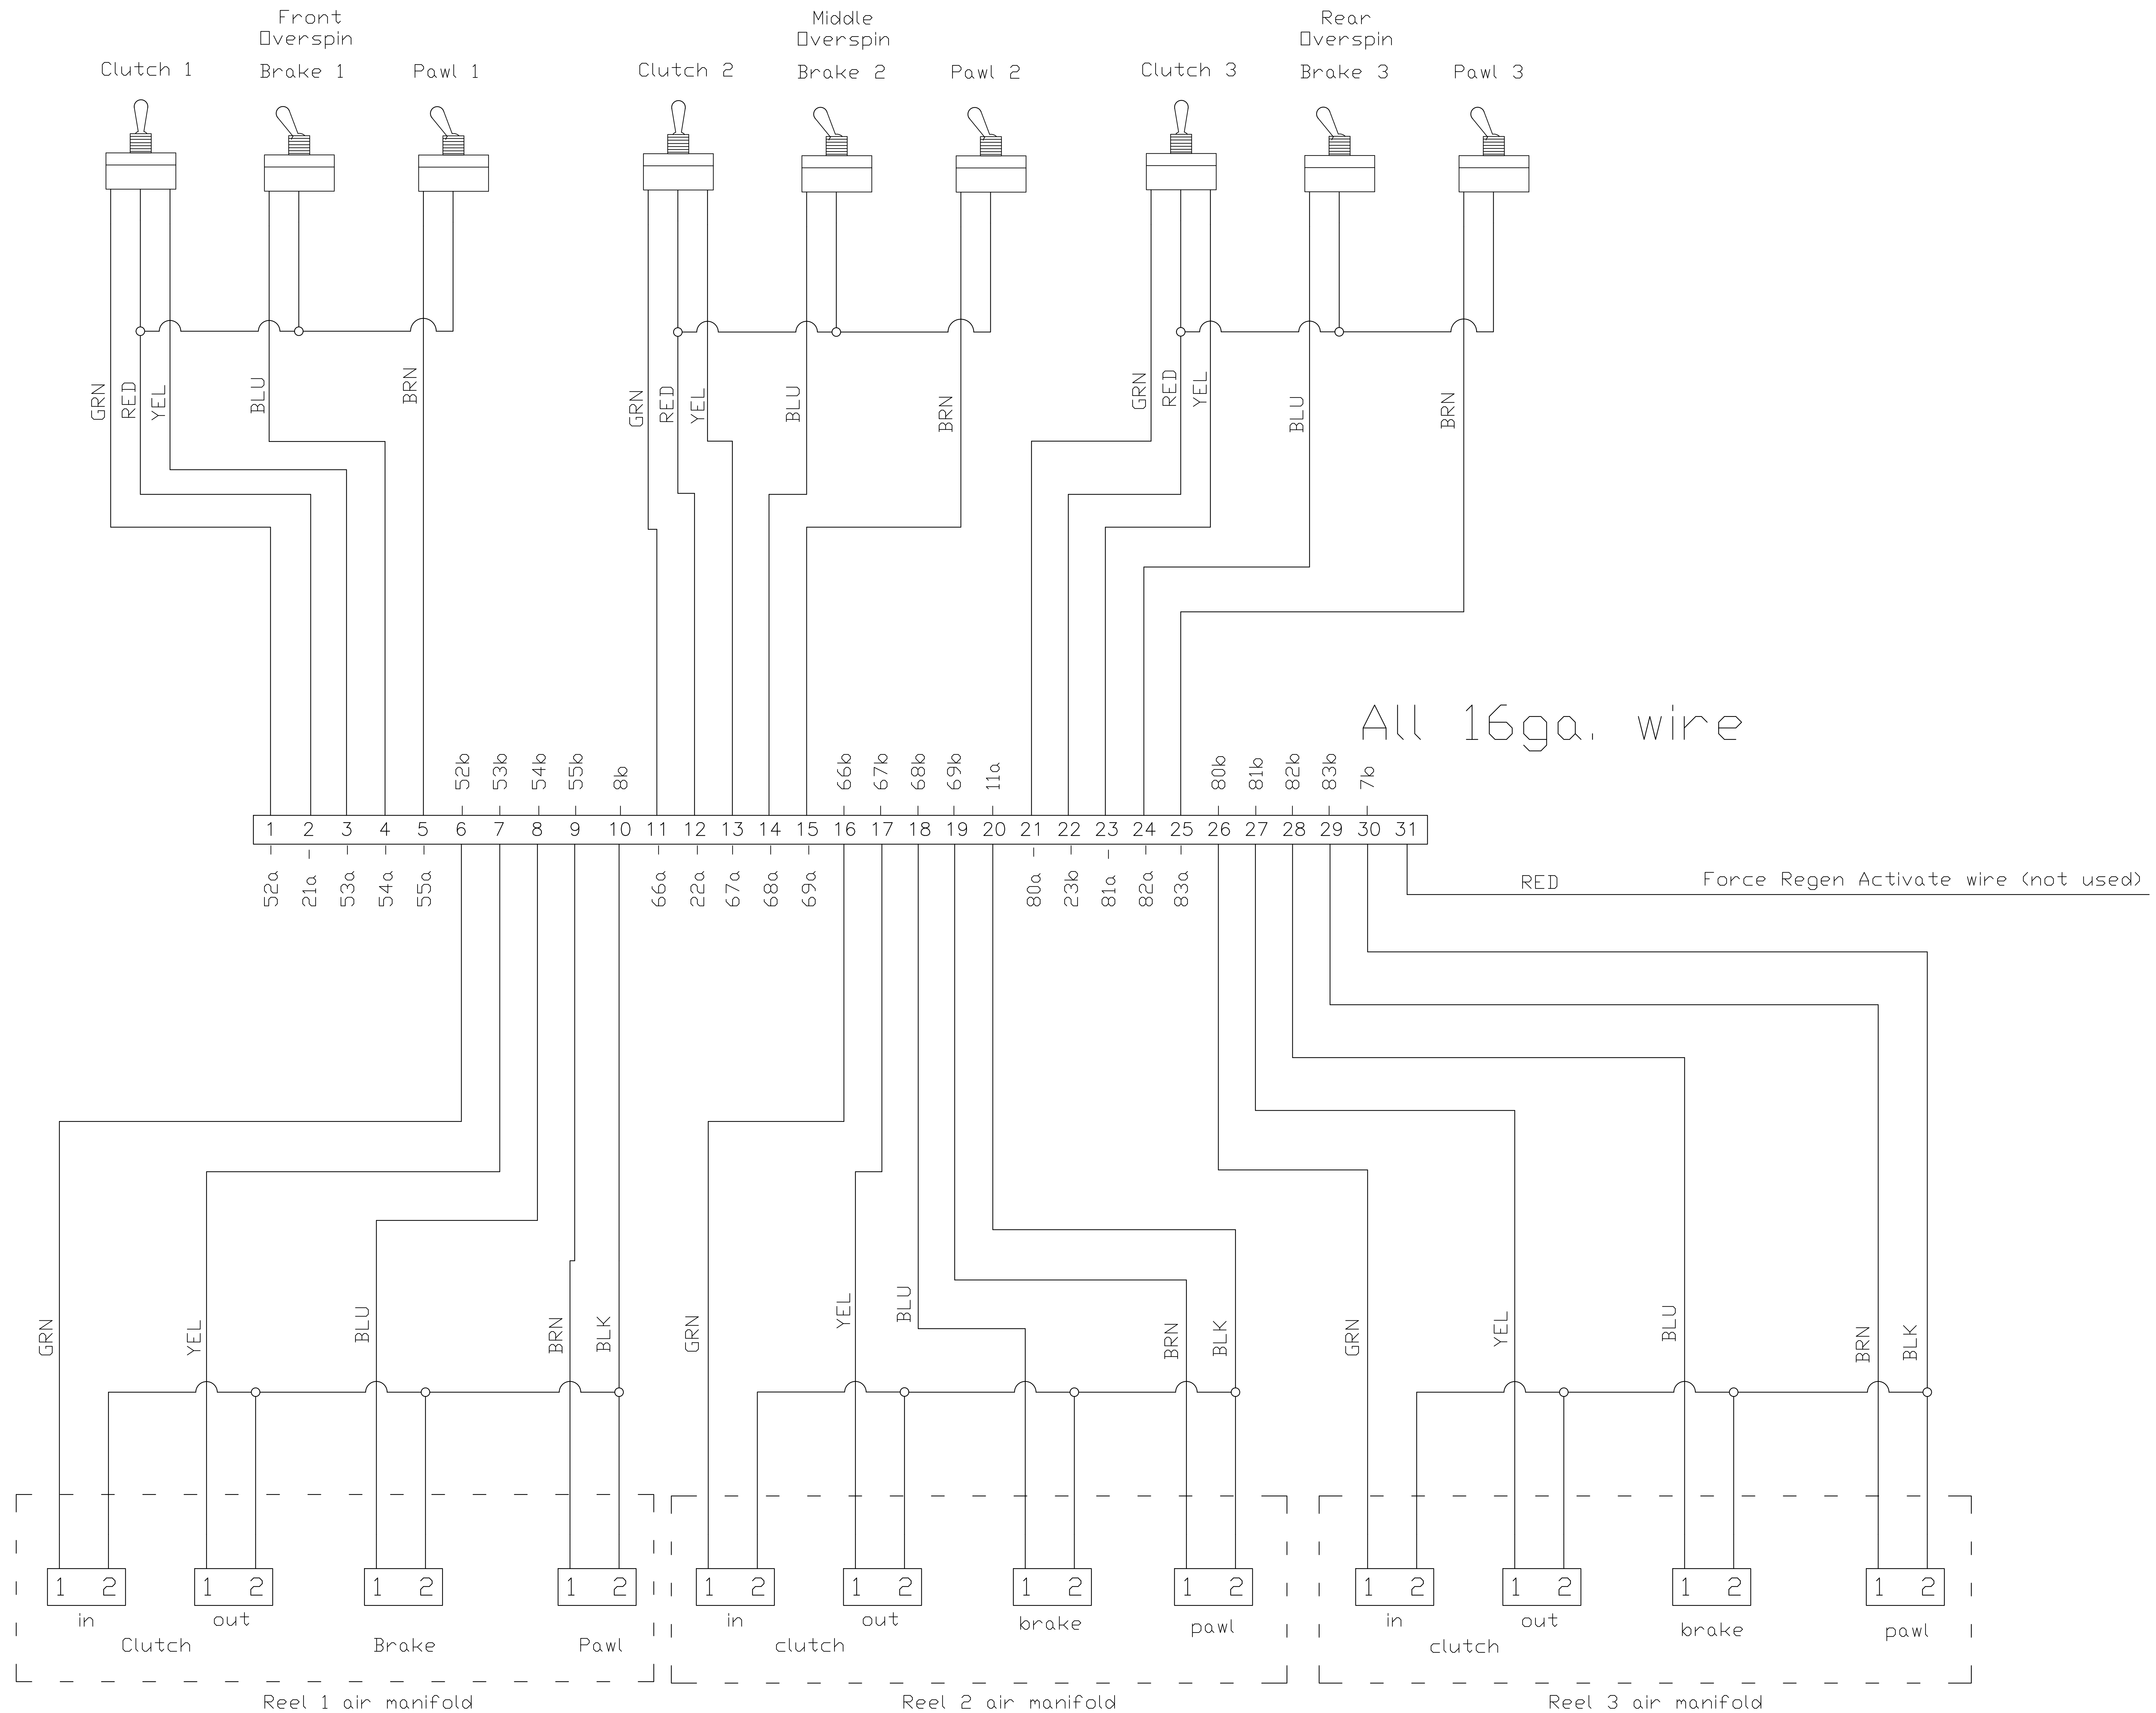 Front
Overspin
Clutch 1 Brake 1 Pawl 1
Middle
Overspin
Clutch 2 Brake 2 Pawl 2
Rear
Overspin
Clutch 3 Brake 3 Pawl 3
GRN RED YEL BLU BRN
GRN RED YEL BLU BRN
GRN RED YEL BLU BRN
All 16ga. wire
52b 53b 54b 55b 8b 66b 67b 68b 69b 11a 80b 81b 82b 83b 7b
1 2 3 4 5 6 7 8 9 10 11 12 13 14 15 16 17 18 19 20 21 22 23 24 25 26 27 28 29 30 31
52a 21a 53a 54a 55a 66a 22a 67a 68a 69a 80a 23b 81a 82a 83a
RED Force Regen Activate wire (not used)
GRN YEL BLU BRN BLK
GRN YEL BLU BRN BLK
GRN YEL BLU BRN BLK
1 2 1 2 1 2 1 2
in out
Clutch Brake Pawl
Reel 1 air manifold
1 2 1 2 1 2 1 2
in out brake pawl
clutch
Reel 2 air manifold
1 2 1 2 1 2 1 2
in out brake pawl
clutch
Reel 3 air manifold